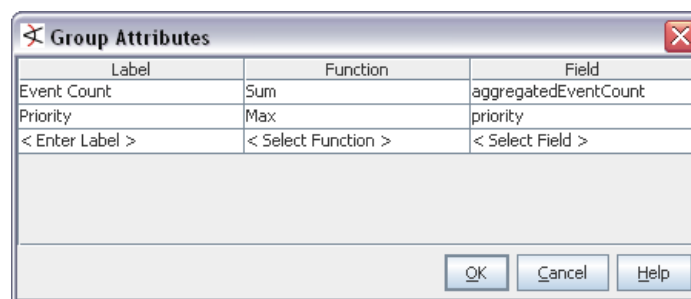 Group Attributes
Label Function Field
Event Count Sum aggregatedEventCount
Priority Max priority
< Enter Label > < Select Function > < Select Field >
OK Cancel Help